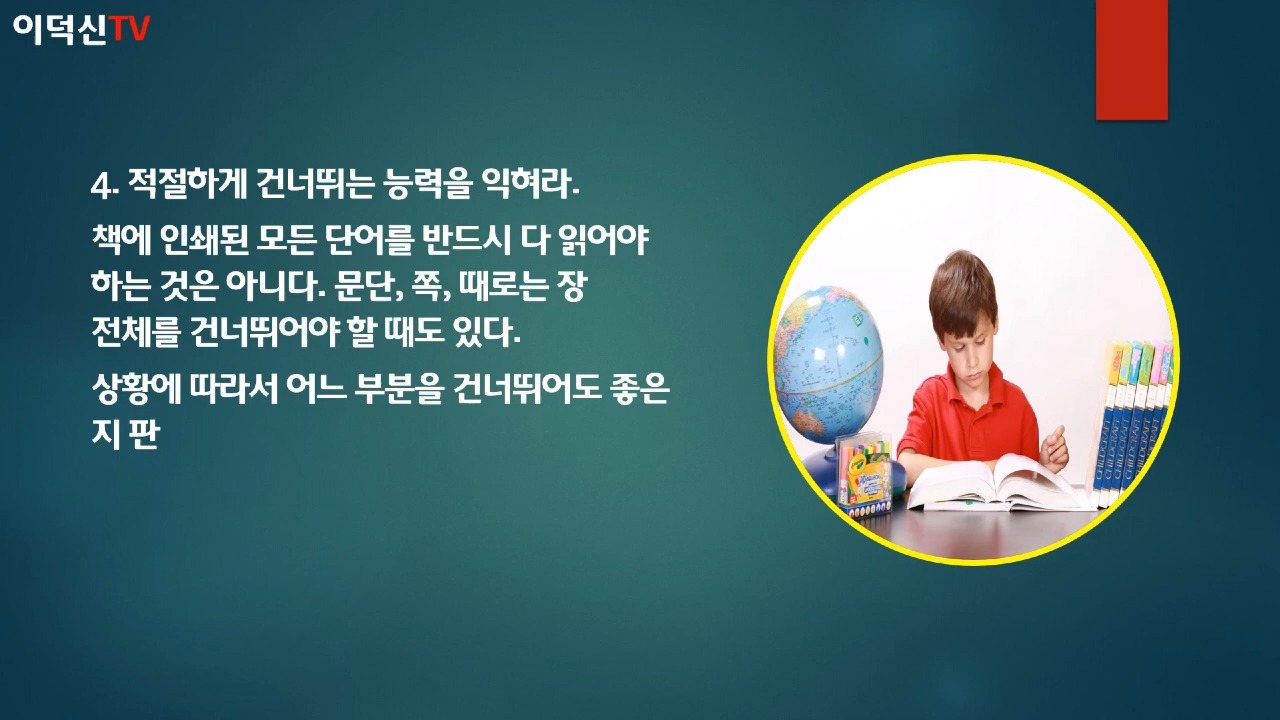 이덕신TV
4. 적절하게 건너뛰는 능력을 익혀라.
책에 인쇄된 모든 단어를 반드시 다 읽어야
하는 것은 아니다. 문단, 쪽, 때로는 장
전체를 건너뛰어야 할 때도 있다.
상황에 따라서 어느 부분을 건너뛰어도 좋은
지 판
CHILDCRAFT
CHILDCRAFT
Crayola